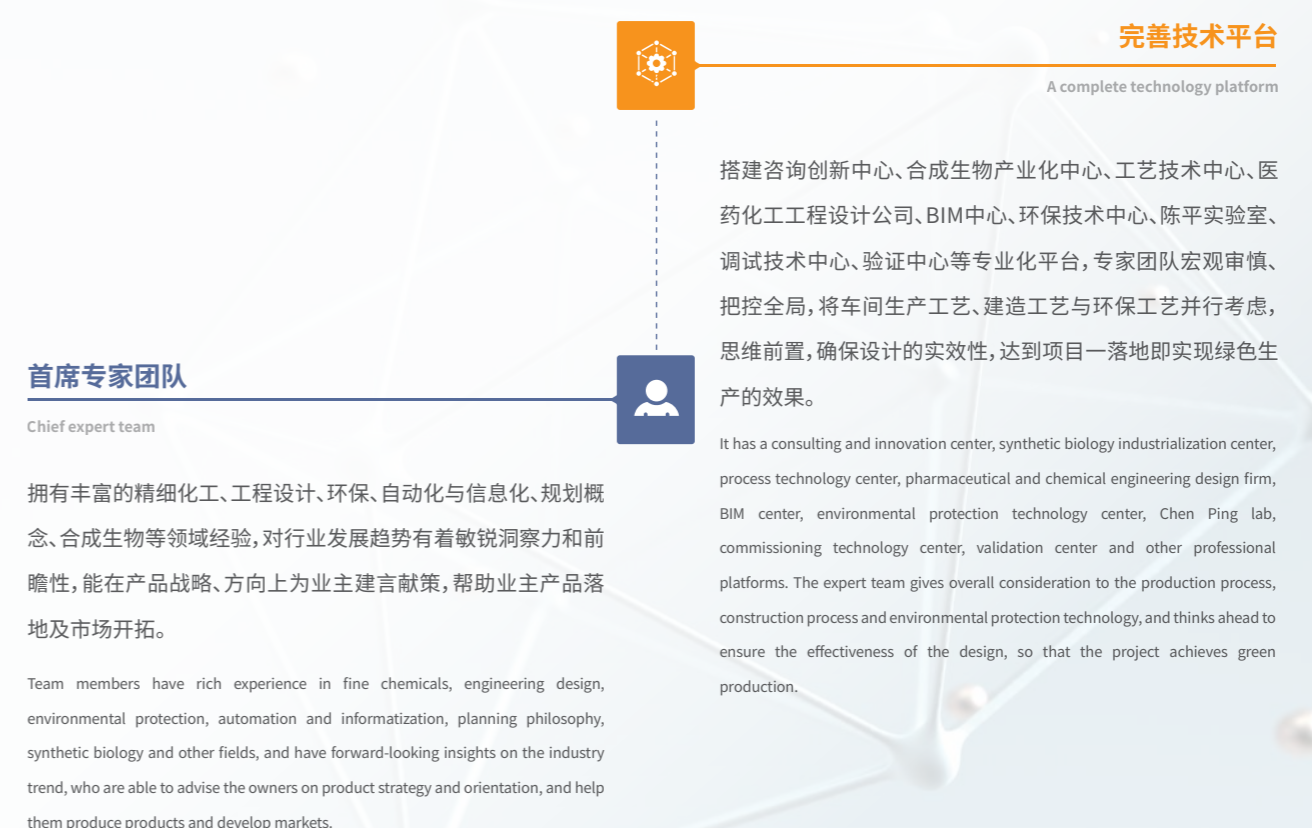 完善技术平台
A complete technology platform
搭建咨询创新中心、合成生物产业化中心、工艺技术中心、医
药化工工程设计公司、BIM中心、环保技术中心、陈平实验室、
调试技术中心、验证中心等专业化平台，专家团队宏观审慎、
把控全局，将车间生产工艺、建造工艺与环保工艺并行考虑，
思维前置，确保设计的实效性，达到项目一落地即实现绿色生
产的效果。
It has a consulting and innovation center, synthetic biology industrialization center,
process technology center, pharmaceutical and chemical engineering design firm,
BIM center, environmental protection technology center, Chen Ping lab,
commissioning technology center, validation center and other professional
platforms. The expert team gives overall consideration to the production process,
construction process and environmental protection technology, and thinks ahead to
ensure the effectiveness of the design, so that the project achieves green
production.
首席专家团队
Chief expert team
拥有丰富的精细化工、工程设计、环保、自动化与信息化、规划概
念、合成生物等领域经验，对行业发展趋势有着敏锐洞察力和前
瞻性，能在产品战略、方向上为业主建言献策，帮助业主产品落
地及市场开拓。
Team members have rich experience in fine chemicals, engineering design,
environmental protection, automation and informatization, planning philosophy,
synthetic biology and other fields, and have forward-looking insights on the industry
trend, who are able to advise the owners on product strategy and orientation, and help
them produce products and develop markets.